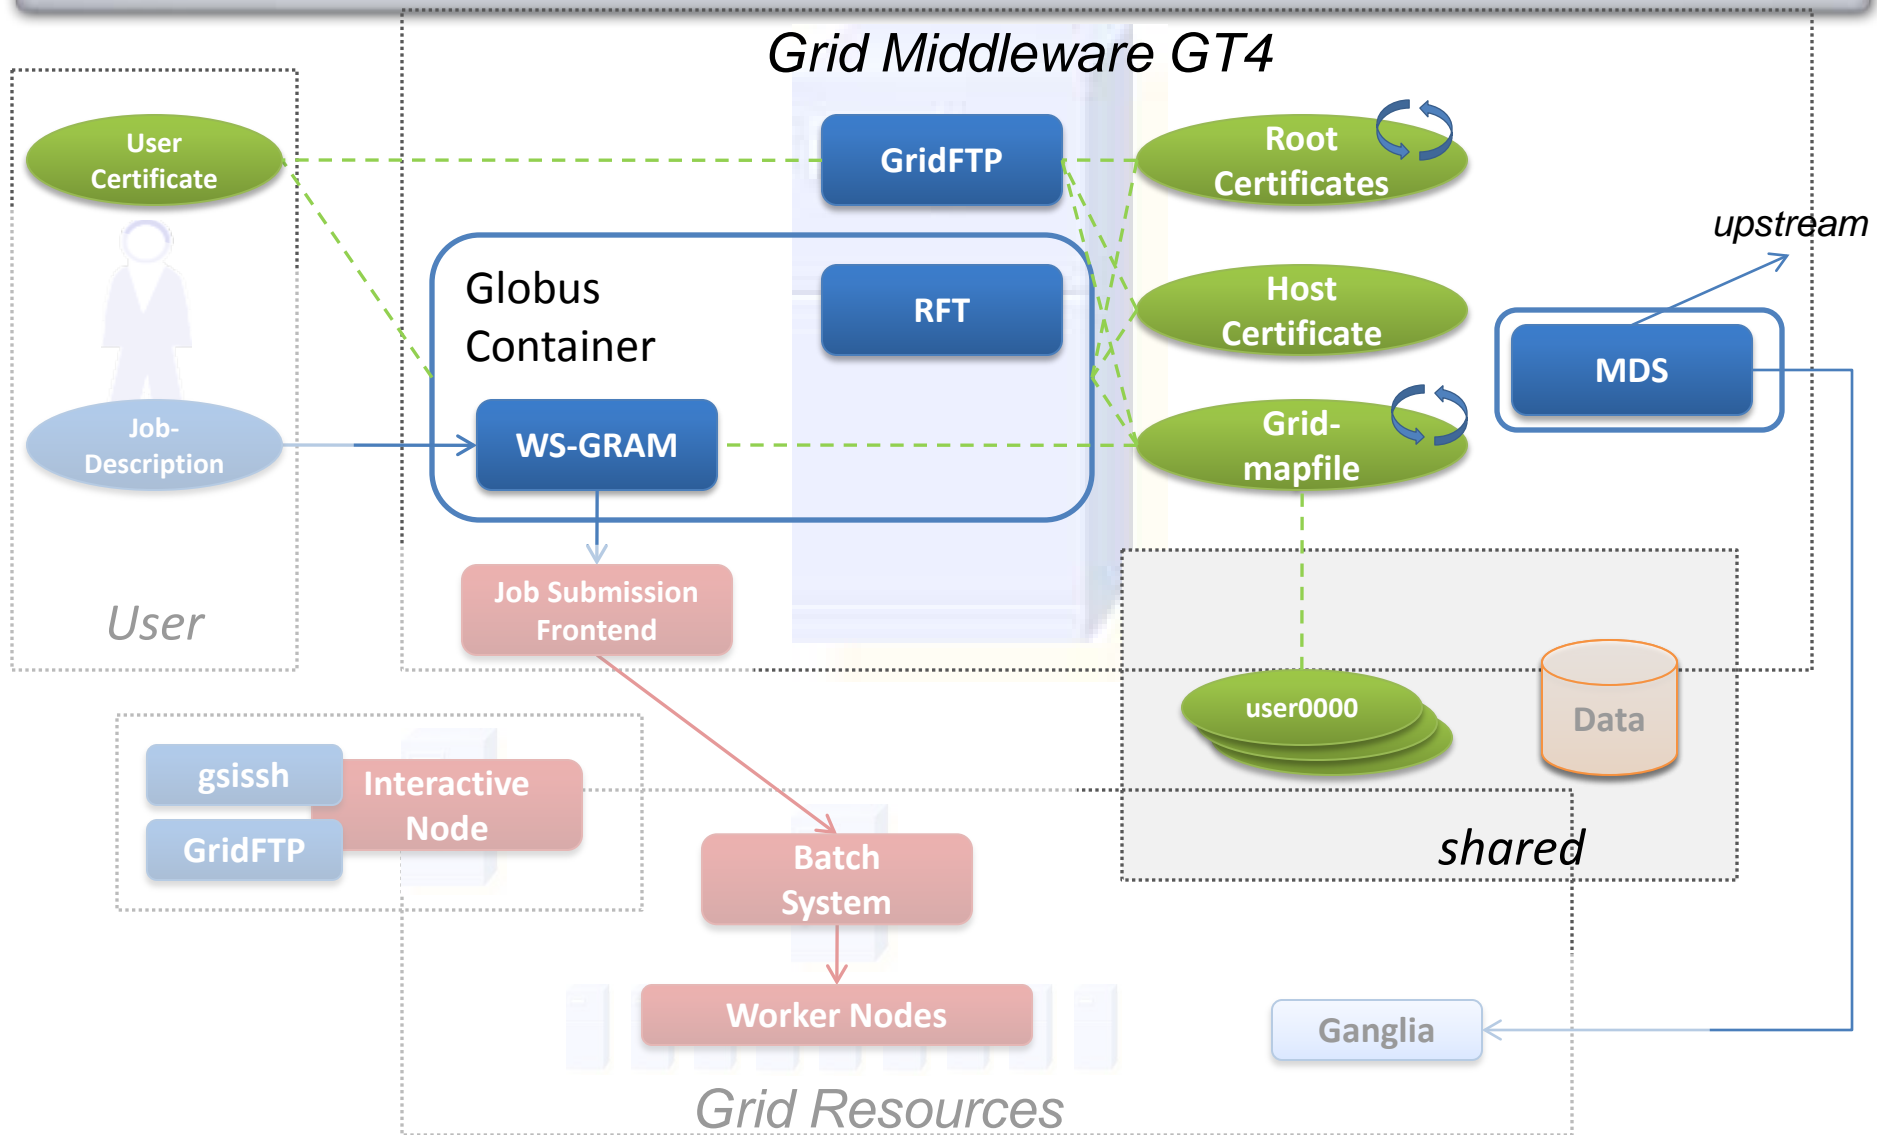 Grid Middleware GT4
User
Certificate
GridFTP
Root
Certificates
upstream
Globus
Container
RFT
Host
Certificate
MDS
Job-
Description
WS-GRAM
Grid-
mapfile
Job Submission
Frontend
User
user0000
Data
gsissh
GridFTP
Interactive
Node
Batch
System
shared
Worker Nodes
Ganglia
Grid Resources